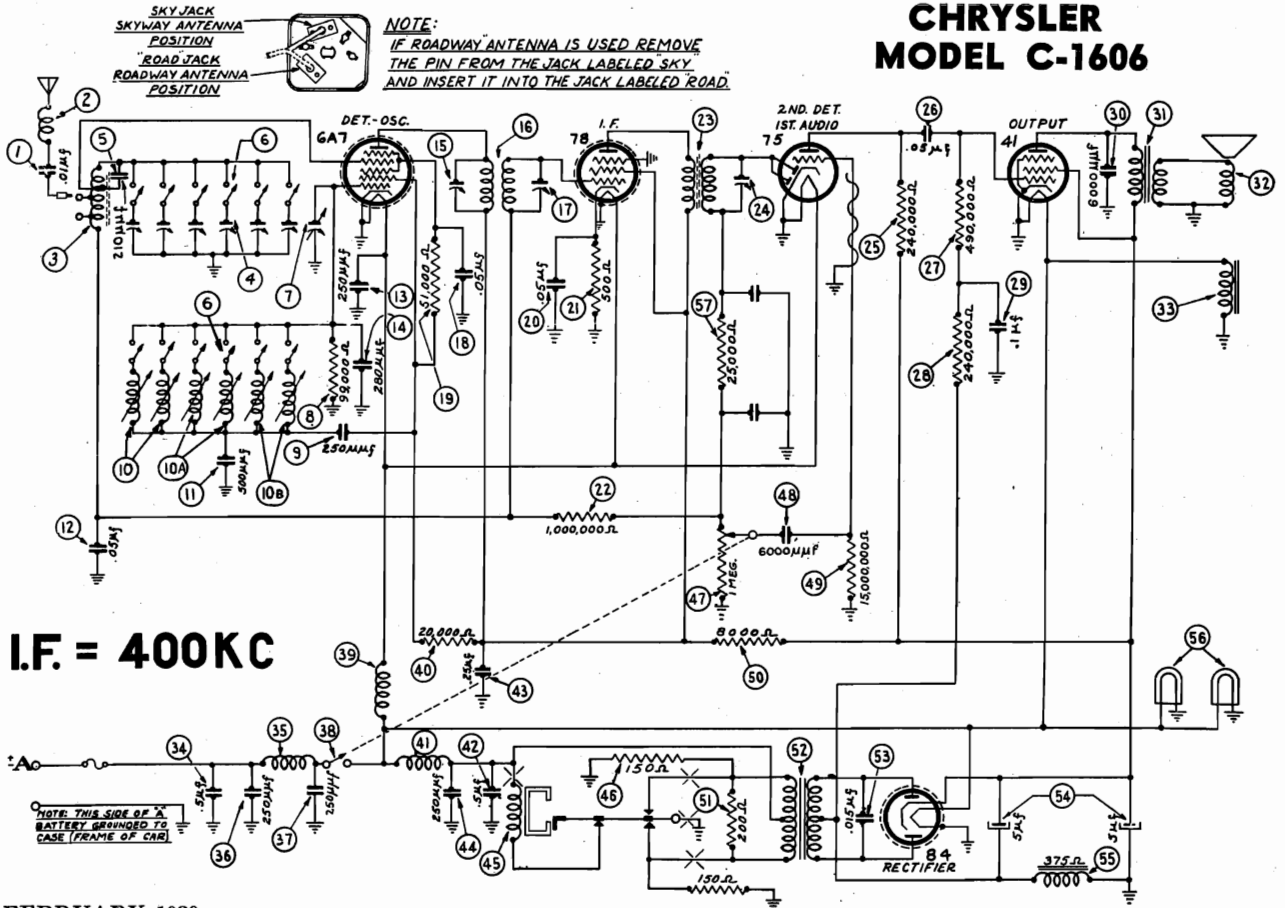 SKY JACK
SKYWAY ANTENNA
POSITION
"ROAD" JACK
ROADWAY ANTENNA
POSITION
NOTE:
IF ROADWAY ANTENNA IS USED REMOVE
THE PIN FROM THE JACK LABELED "SKY"
AND INSERT IT INTO THE JACK LABELED "ROAD."
CHRYSLER
MODEL C-1606
2
1
.01µf
5
6
3
210µµf
4
7
DET.-OSC.
6A7
15
16
17
I.F.
78
23
24
2ND. DET.
1ST. AUDIO
75
26
.05µf
OUTPUT
41
30
6000µµf
31
32
25
240,000Ω
27
490,000Ω
33
250µµf
13
14
51,000Ω
18
.05µf
19
.05µf
20
21
500Ω
57
25,000Ω
28
240,000Ω
29
.1µf
6
99,000Ω
8
280µµf
9
250µµf
10
10A
10B
11
500µµf
12
.05µf
22
1,000,000Ω
48
6000µµf
47
1 MEG.
49
15,000,000Ω
I.F. = 400KC
39
20,000Ω
40
.25µf
43
8000Ω
50
56
A
34
.5µf
35
36
250µµf
37
250µµf
38
41
42
.5µf
250µµf
44
45
46
150Ω
51
200Ω
150Ω
52
53
.015µf
84
RECTIFIER
54
5µf
5µf
375Ω
55
NOTE: THIS SIDE OF "A"
BATTERY GROUNDED TO
CASE (FRAME OF CAR)